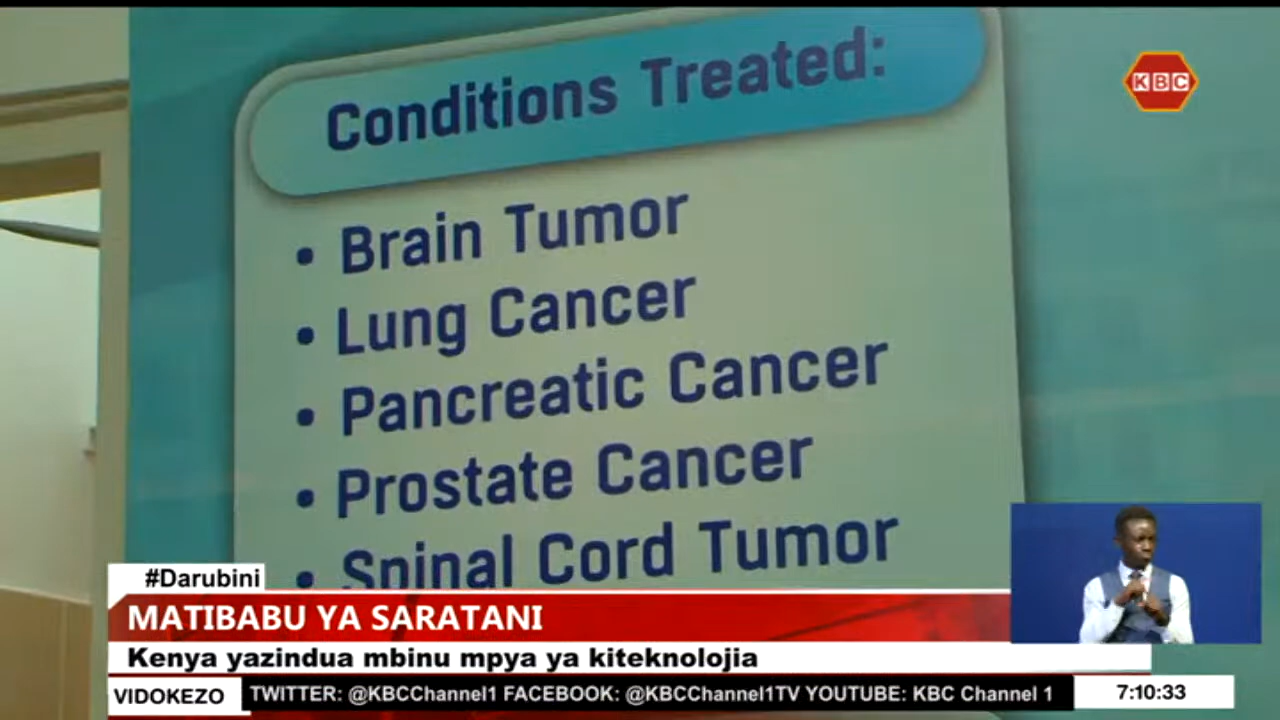 Conditions Treated:
KBC
• Brain Tumor
• Lung Cancer
• Pancreatic Cancer
• Prostate Cancer
• Spinal Cord Tumor
#Darubini
MATIBABU YA SARATANI
Kenya yazindua mbinu mpya ya kiteknolojia
VIDOKEZO TWITTER: @KBCChannel1 FACEBOOK: @KBCChannel1TV YOUTUBE: KBC Channel 1 7:10:33